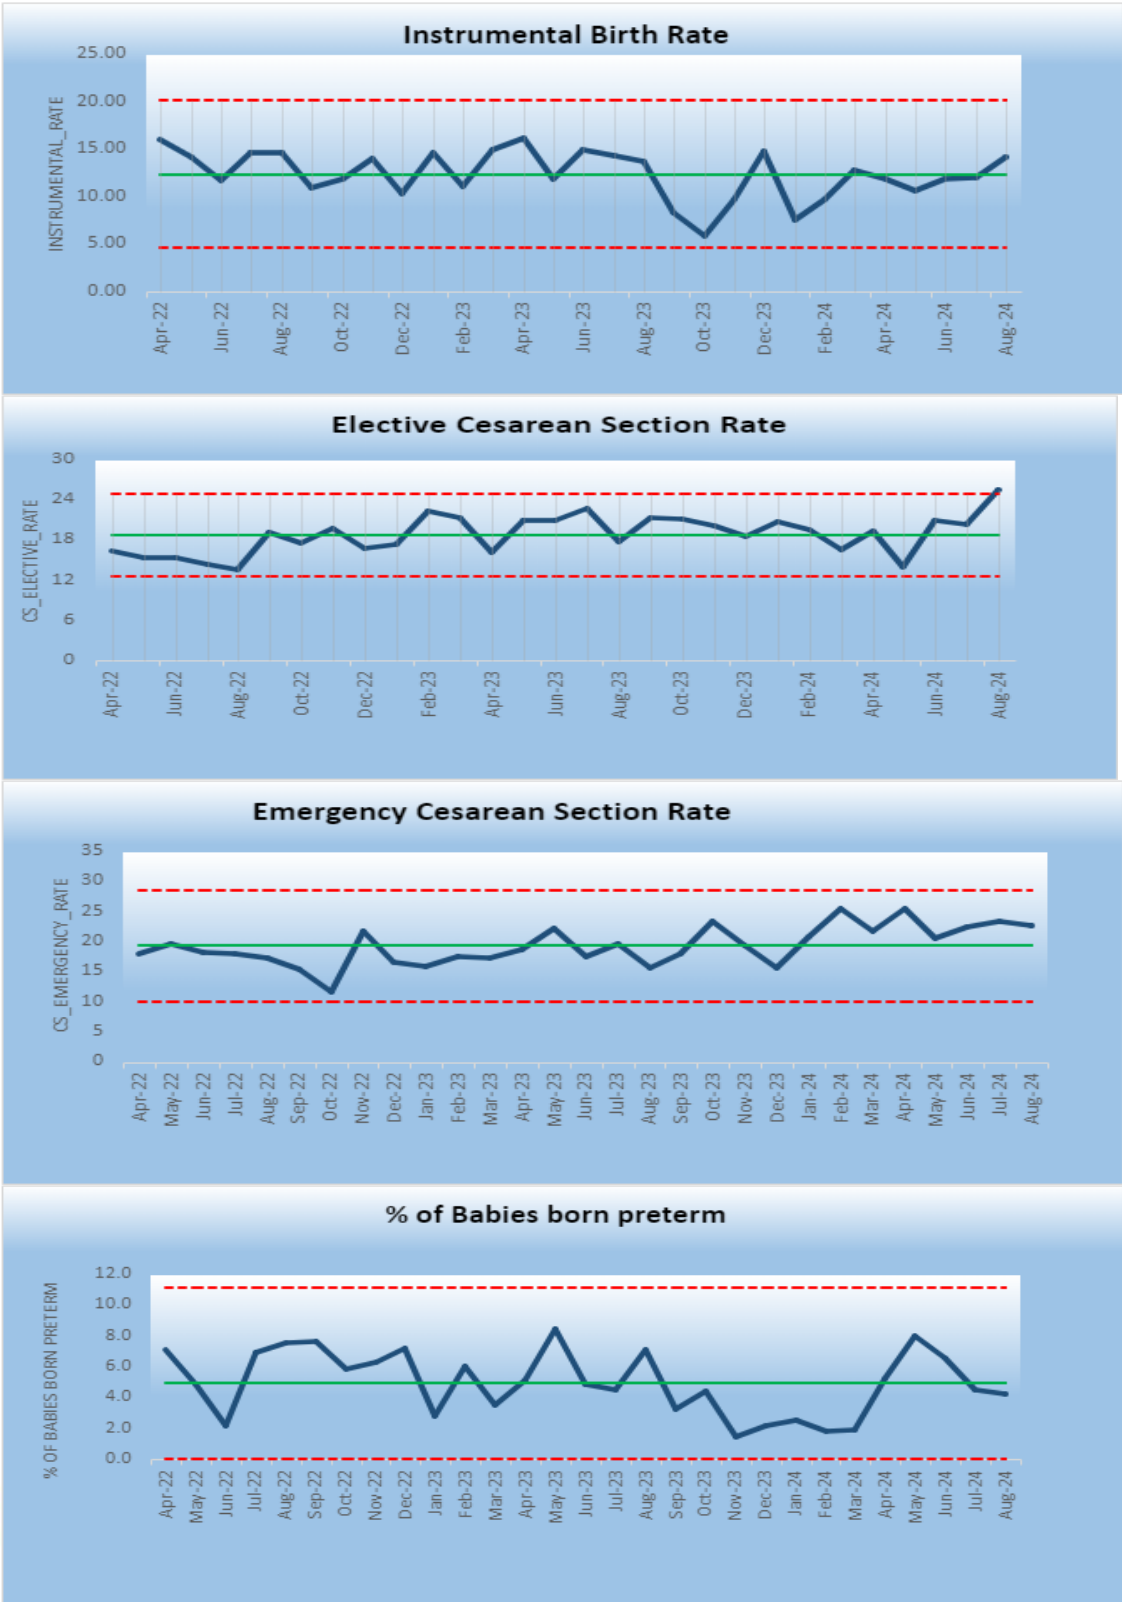 Instrumental Birth Rate
INSTRUMENTAL_RATE
25.00
20.00
15.00
10.00
5.00
0.00
Apr-22
Jun-22
Aug-22
Oct-22
Dec-22
Feb-23
Apr-23
Jun-23
Aug-23
Oct-23
Dec-23
Feb-24
Apr-24
Jun-24
Aug-24
Elective Cesarean Section Rate
CS_ELECTIVE_RATE
30
24
18
12
6
0
Apr-22
Jun-22
Aug-22
Oct-22
Dec-22
Feb-23
Apr-23
Jun-23
Aug-23
Oct-23
Dec-23
Feb-24
Apr-24
Jun-24
Aug-24
Emergency Cesarean Section Rate
CS_EMERGENCY_RATE
35
30
25
20
15
10
5
0
Apr-22
May-22
Jun-22
Jul-22
Aug-22
Sep-22
Oct-22
Nov-22
Dec-22
Jan-23
Feb-23
Mar-23
Apr-23
May-23
Jun-23
Jul-23
Aug-23
Sep-23
Oct-23
Nov-23
Dec-23
Jan-24
Feb-24
Mar-24
Apr-24
May-24
Jun-24
Jul-24
Aug-24
% of Babies born preterm
% OF BABIES BORN PRETERM
12.0
10.0
8.0
6.0
4.0
2.0
0.0
Apr-22
May-22
Jun-22
Jul-22
Aug-22
Sep-22
Oct-22
Nov-22
Dec-22
Jan-23
Feb-23
Mar-23
Apr-23
May-23
Jun-23
Jul-23
Aug-23
Sep-23
Oct-23
Nov-23
Dec-23
Jan-24
Feb-24
Mar-24
Apr-24
May-24
Jun-24
Jul-24
Aug-24